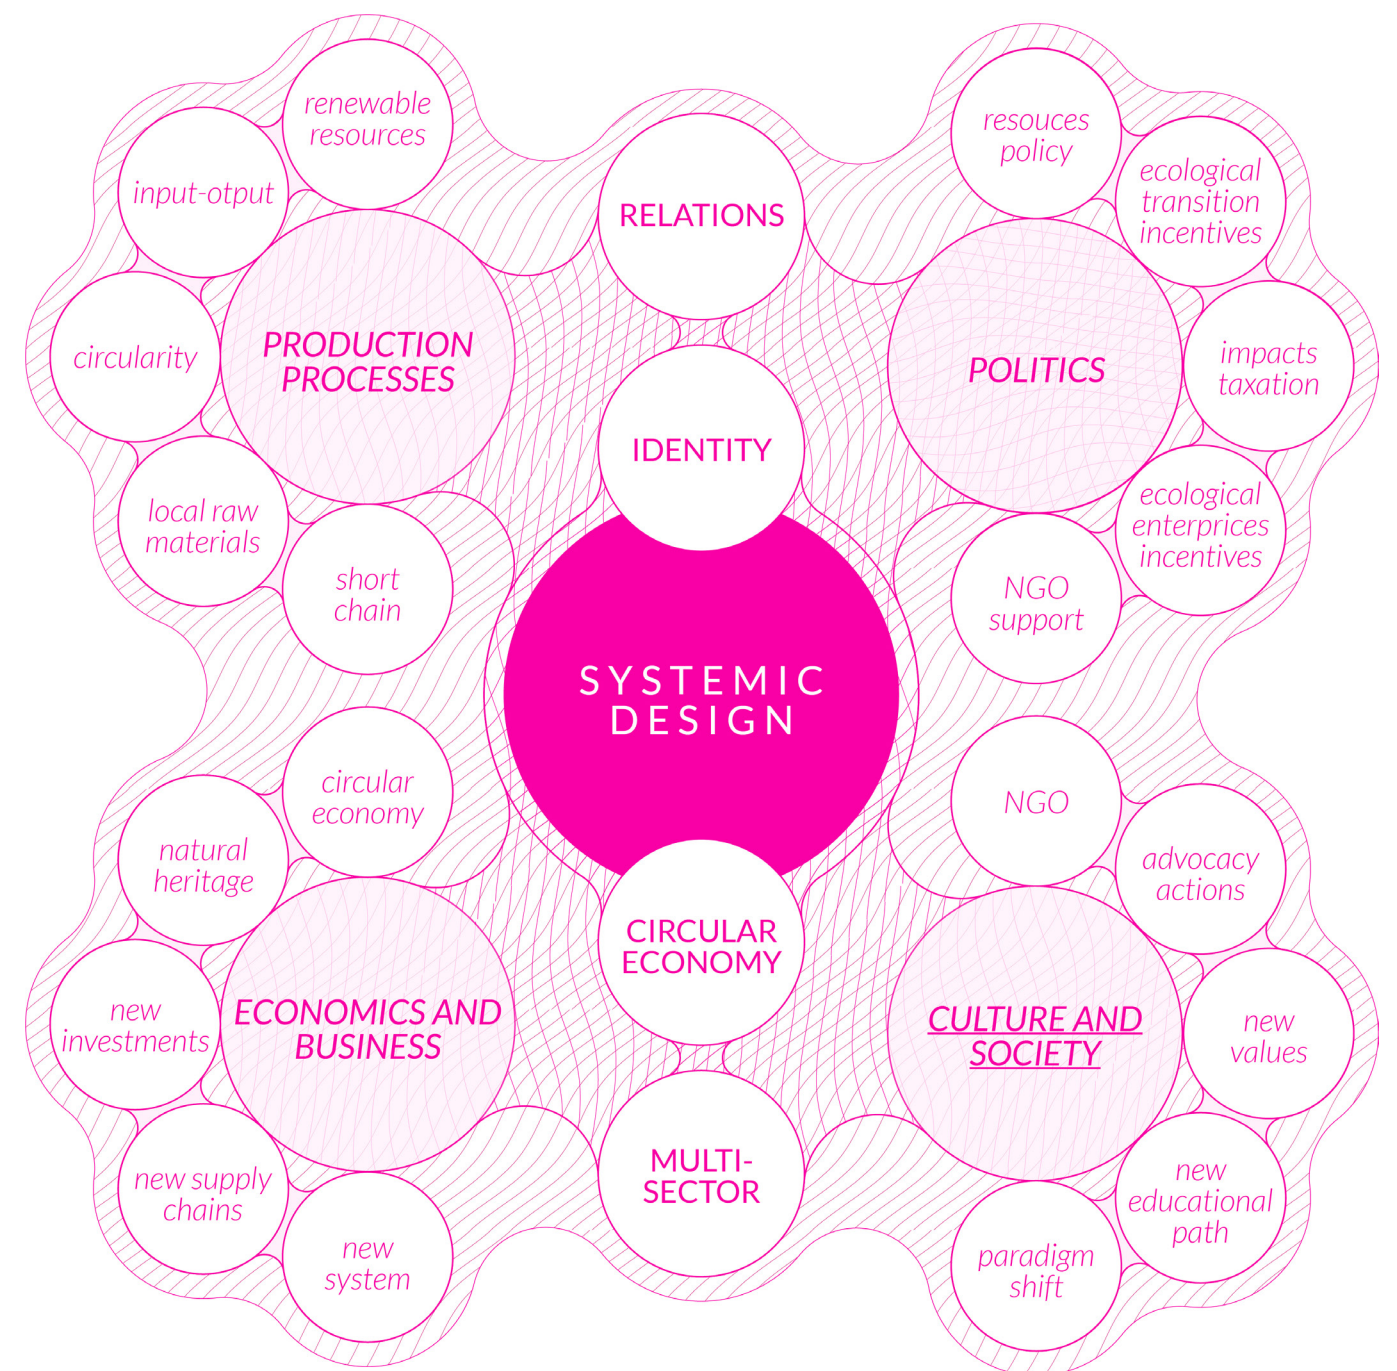 renewable
resources
input-otput
circularity
local raw
materials
short
chain
PRODUCTION
PROCESSES
RELATIONS
IDENTITY
resouces
policy
ecological
transition
incentives
impacts
taxation
ecological
enterprices
incentives
NGO
support
POLITICS
SYSTEMIC
DESIGN
circular
economy
natural
heritage
new
investments
new supply
chains
new
system
ECONOMICS AND
BUSINESS
CIRCULAR
ECONOMY
MULTI-
SECTOR
NGO
advocacy
actions
new
values
new
educational
path
paradigm
shift
CULTURE AND
SOCIETY